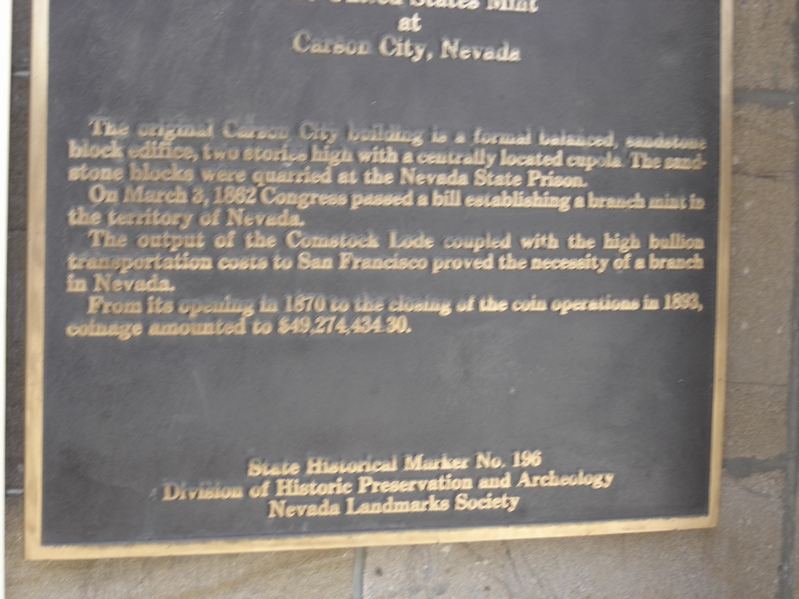 United States Mint
at
Carson City, Nevada
The original Carson City building is a formal balanced, sandstone
block edifice, two stories high with a centrally located cupola. The sand-
stone blocks were quarried at the Nevada State Prison.
On March 3, 1862 Congress passed a bill establishing a branch mint in
the territory of Nevada.
The output of the Comstock Lode coupled with the high bullion
transportation costs to San Francisco proved the necessity of a branch
in Nevada.
From its opening in 1870 to the closing of the coin operations in 1893,
coinage amounted to $49,274,434.30.
State Historical Marker No. 196
Division of Historic Preservation and Archeology
Nevada Landmarks Society